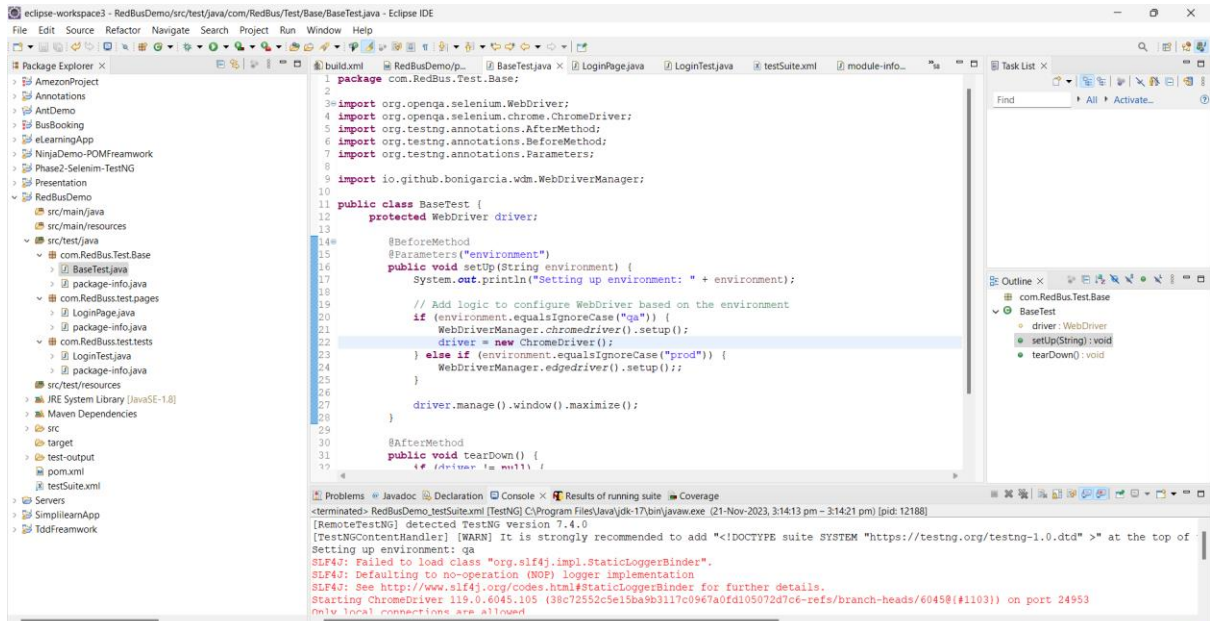 eclipse-workspace3 - RedBusDemo/src/test/java/com/RedBus/Test/Base/BaseTest.java - Eclipse IDE
File Edit Source Refactor Navigate Search Project Run Window Help
Package Explorer
AmazonProject
Annotations
AntDemo
BusBooking
eLearningApp
NinjaDemo-POMFreamwork
Phase2-Selenim-TestNG
Presentation
RedBusDemo
src/main/java
src/main/resources
src/test/java
com.RedBus.Test.Base
BaseTest.java
package-info.java
com.RedBuss.test.pages
LoginPage.java
package-info.java
com.RedBuss.test.tests
LoginTest.java
package-info.java
src/test/resources
JRE System Library [JavaSE-1.8]
Maven Dependencies
src
target
test-output
pom.xml
testSuite.xml
Servers
SimplilearnApp
TddFreamwork
build.xml RedBusDemo/p... BaseTest.java LoginPage.java LoginTest.java testSuite.xml module-info... »58
1 package com.RedBus.Test.Base;
2
3 import org.openqa.selenium.WebDriver;
4 import org.openqa.selenium.chrome.ChromeDriver;
5 import org.testng.annotations.AfterMethod;
6 import org.testng.annotations.BeforeMethod;
7 import org.testng.annotations.Parameters;
8
9 import io.github.bonigarcia.wdm.WebDriverManager;
10
11 public class BaseTest {
12 protected WebDriver driver;
13
14 @BeforeMethod
15 @Parameters("environment")
16 public void setUp(String environment) {
17 System.out.println("Setting up environment: " + environment);
18
19 // Add logic to configure WebDriver based on the environment
20 if (environment.equalsIgnoreCase("qa")) {
21 WebDriverManager.chromedriver().setup();
22 driver = new ChromeDriver();
23 } else if (environment.equalsIgnoreCase("prod")) {
24 WebDriverManager.edgedriver().setup();;
25 }
26
27 driver.manage().window().maximize();
28 }
29
30 @AfterMethod
31 public void tearDown() {
32 if (driver != null) {
Problems Javadoc Declaration Console Results of running suite Coverage
<terminated> RedBusDemo_testSuite.xml [TestNG] C:\Program Files\Java\jdk-17\bin\javaw.exe (21-Nov-2023, 3:14:13 pm – 3:14:21 pm) [pid: 12188]
[RemoteTestNG] detected TestNG version 7.4.0
[TestNGContentHandler] [WARN] It is strongly recommended to add "<!DOCTYPE suite SYSTEM "https://testng.org/testng-1.0.dtd" >" at the top of
Setting up environment: qa
SLF4J: Failed to load class "org.slf4j.impl.StaticLoggerBinder".
SLF4J: Defaulting to no-operation (NOP) logger implementation
SLF4J: See http://www.slf4j.org/codes.html#StaticLoggerBinder for further details.
Starting ChromeDriver 119.0.6045.105 (38c72552c5e15ba9b3117c0967a0fd105072d7c6-refs/branch-heads/6045@{#1103}) on port 24953
Only local connections are allowed
Task List
Find All Activate...
Outline
com.RedBus.Test.Base
BaseTest
driver : WebDriver
setUp(String) : void
tearDown() : void